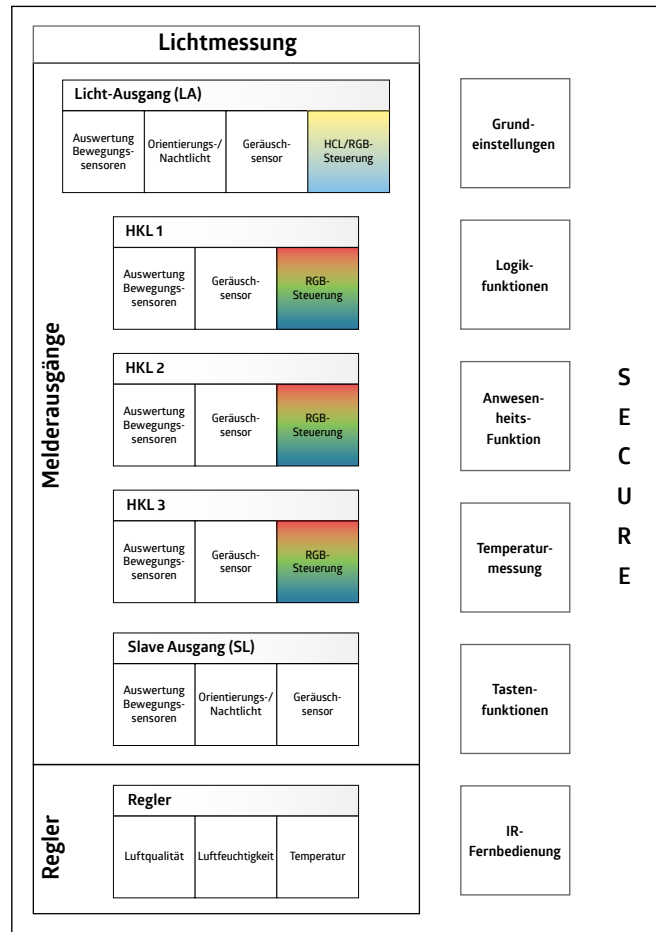 Lichtmessung
Melderausgänge
Licht-Ausgang (LA)
Auswertung
Bewegungs-
sensoren
Orientierungs-/
Nachtlicht
Geräusch-
sensor
HCL/RGB-
Steuerung
HKL 1
Auswertung
Bewegungs-
sensoren
Geräusch-
sensor
RGB-
Steuerung
HKL 2
Auswertung
Bewegungs-
sensoren
Geräusch-
sensor
RGB-
Steuerung
HKL 3
Auswertung
Bewegungs-
sensoren
Geräusch-
sensor
RGB-
Steuerung
Slave Ausgang (SL)
Auswertung
Bewegungs-
sensoren
Orientierungs-/
Nachtlicht
Geräusch-
sensor
Regler
Regler
Luftqualität
Luftfeuchtigkeit
Temperatur
Grund-
einstellungen
Logik-
funktionen
Anwesen-
heits-
Funktion
Temperatur-
messung
Tasten-
funktionen
IR-
Fernbedienung
SECURE